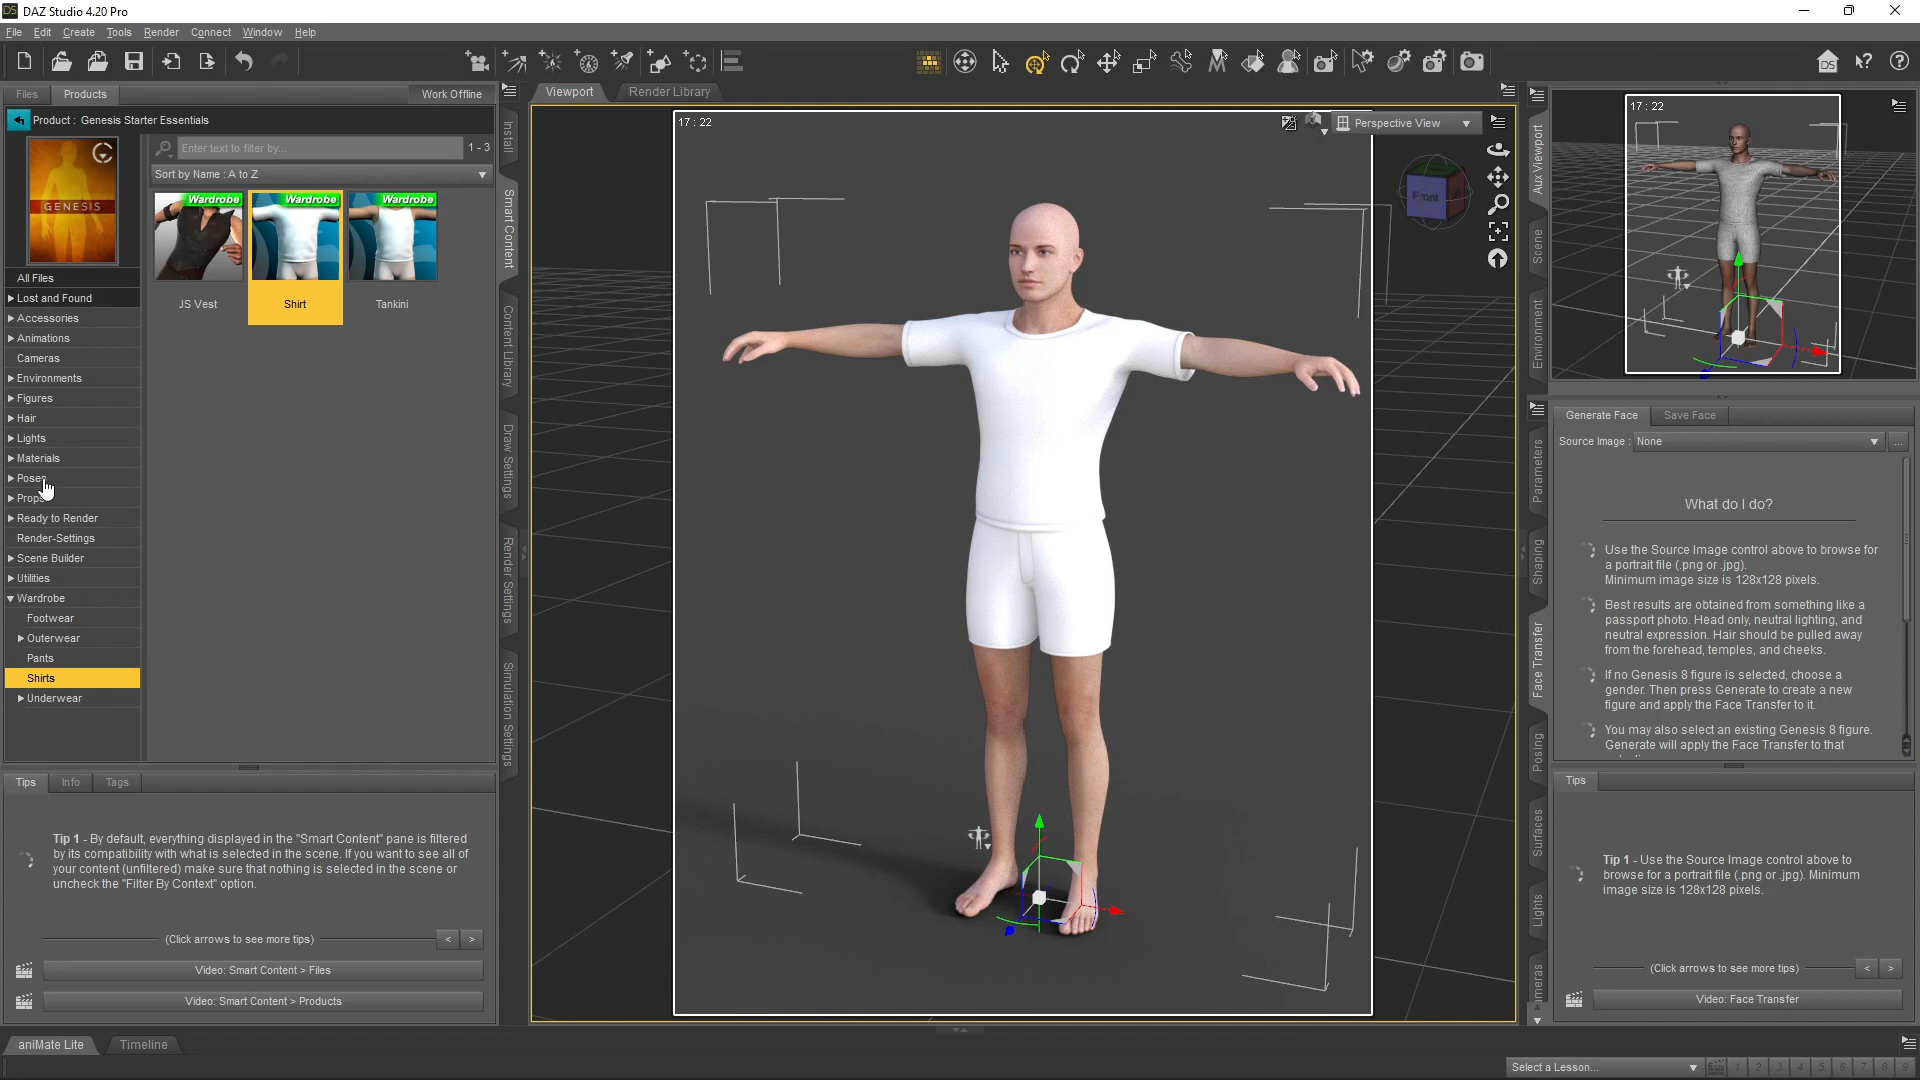 DAZ Studio 4.20 Pro
File Edit Create Tools Render Connect Window Help
Files Products Work Offline
Viewport Render Library
Product : Genesis Starter Essentials
GENESIS
Enter text to filter by... 1 - 3
Sort by Name : A to Z
Wardrobe Wardrobe Wardrobe
JS Vest Shirt Tankini
All Files
Lost and Found
Accessories
Animations
Cameras
Environments
Figures
Hair
Lights
Materials
Poses
Props
Ready to Render
Render-Settings
Scene Builder
Utilities
Wardrobe
Footwear
Outerwear
Pants
Shirts
Underwear
Install
Smart Content
Content Library
Draw Settings
Render Settings
Simulation Settings
Tips Info Tags
Tip 1 - By default, everything displayed in the "Smart Content" pane is filtered
by its compatibility with what is selected in the scene. If you want to see all of
your content (unfiltered) make sure that nothing is selected in the scene or
uncheck the "Filter By Context" option.
(Click arrows to see more tips) < >
Video: Smart Content > Files
Video: Smart Content > Products
aniMate Lite Timeline
17 : 22
Perspective View
Front
Aux Viewport
Scene
Environment
17 : 22
Parameters
Shaping
Face Transfer
Posing
Surfaces
Lights
meras
Generate Face Save Face
Source Image : None ...
What do I do?
Use the Source Image control above to browse for
a portrait file (.png or .jpg).
Minimum image size is 128x128 pixels.
Best results are obtained from something like a
passport photo. Head only, neutral lighting, and
neutral expression. Hair should be pulled away
from the forehead, temples, and cheeks.
If no Genesis 8 figure is selected, choose a
gender. Then press Generate to create a new
figure and apply the Face Transfer to it.
You may also select an existing Genesis 8 figure.
Generate will apply the Face Transfer to that
Tips
Tip 1 - Use the Source Image control above to
browse for a portrait file (.png or .jpg). Minimum
image size is 128x128 pixels.
(Click arrows to see more tips) < >
Video: Face Transfer
Select a Lesson... 1 2 3 4 5 6 7 8 9